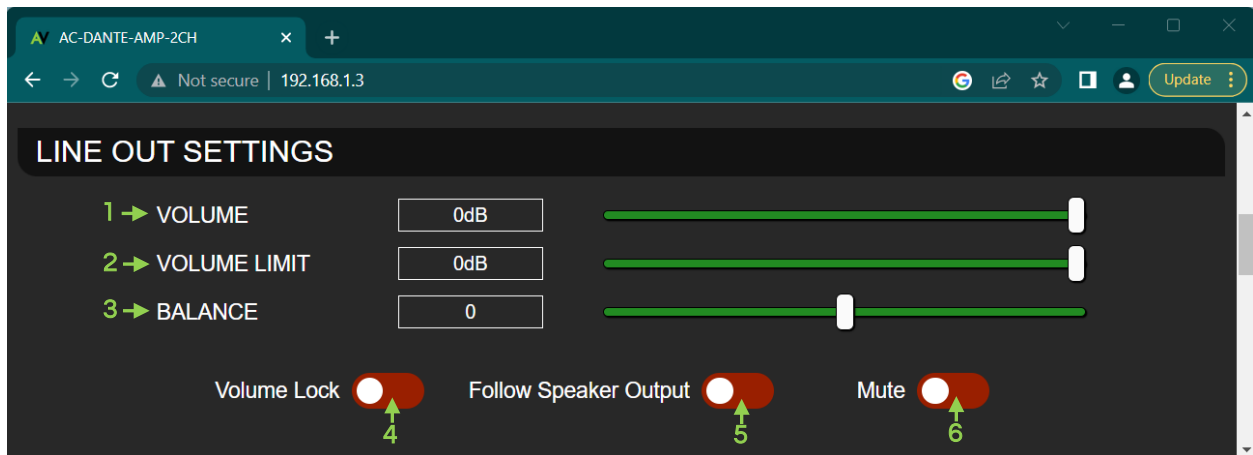 AV AC-DANTE-AMP-2CH
Not secure | 192.168.1.3 Update
LINE OUT SETTINGS
1 VOLUME 0dB
2 VOLUME LIMIT 0dB
3 BALANCE 0
Volume Lock Follow Speaker Output Mute
4 5 6